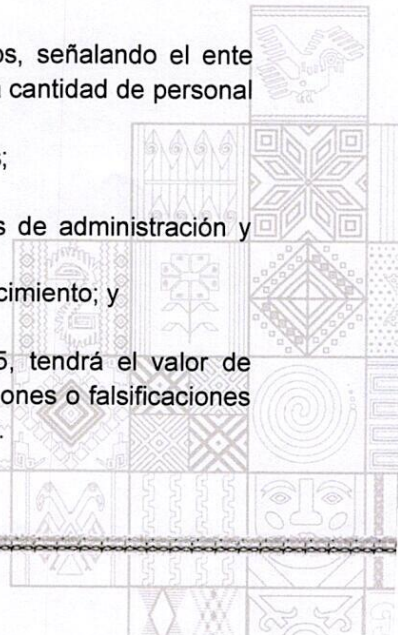 os, señalando el ente
cantidad de personal
s;
s de administración y
cimiento; y
5, tendrá el valor de
ones o falsificaciones
.